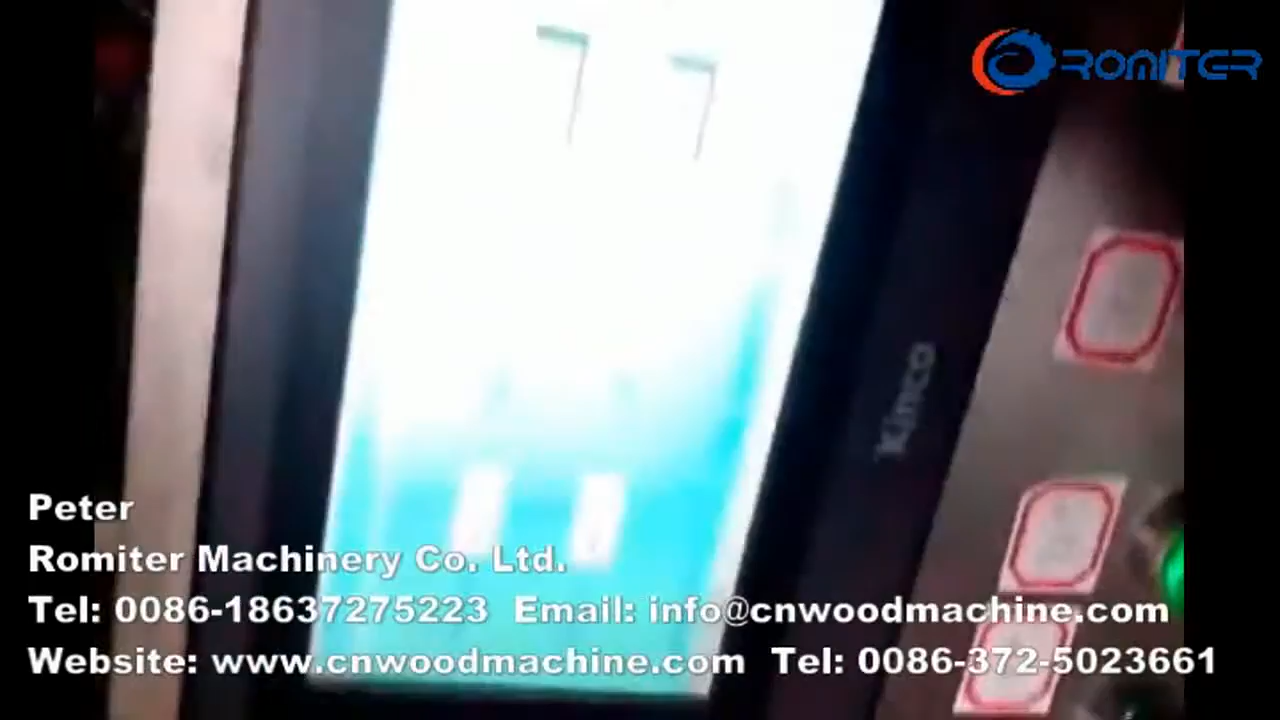 ROMITER
Kinco
Peter
Romiter Machinery Co. Ltd.
Tel: 0086-18637275223 Email: info@cnwoodmachine.com
Website: www.cnwoodmachine.com Tel: 0086-372-5023661